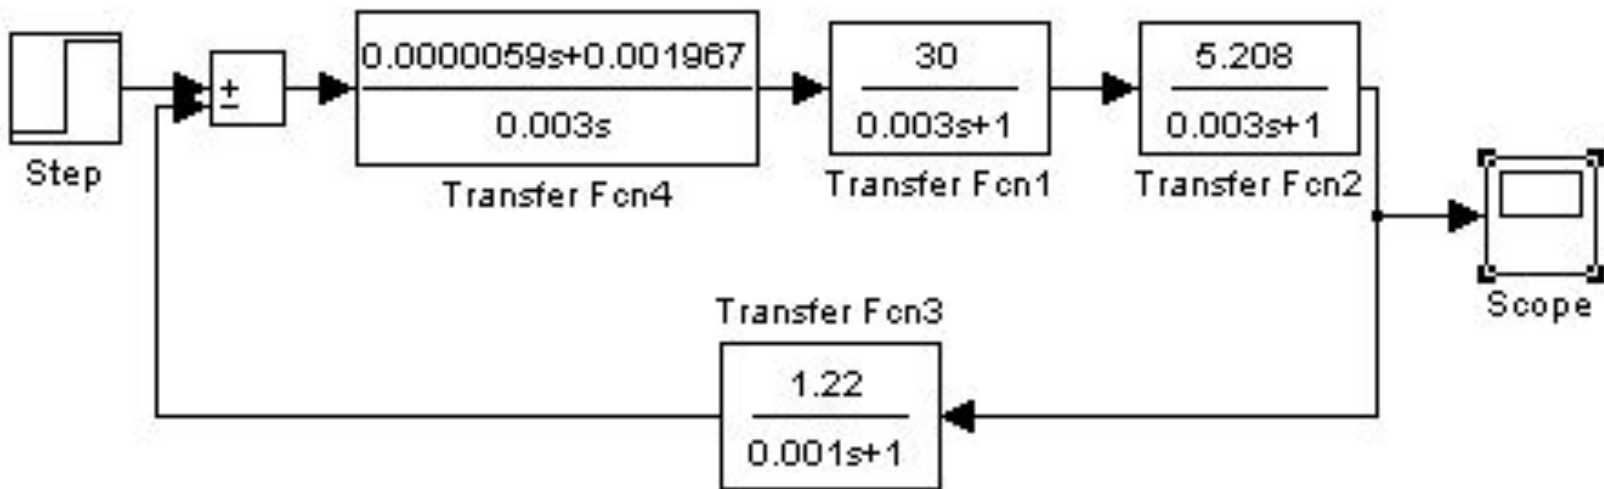 Step
+
−
0.0000059s+0.001967
0.003s
Transfer Fcn4
30
0.003s+1
Transfer Fcn1
5.208
0.003s+1
Transfer Fcn2
Scope
Transfer Fcn3
1.22
0.001s+1